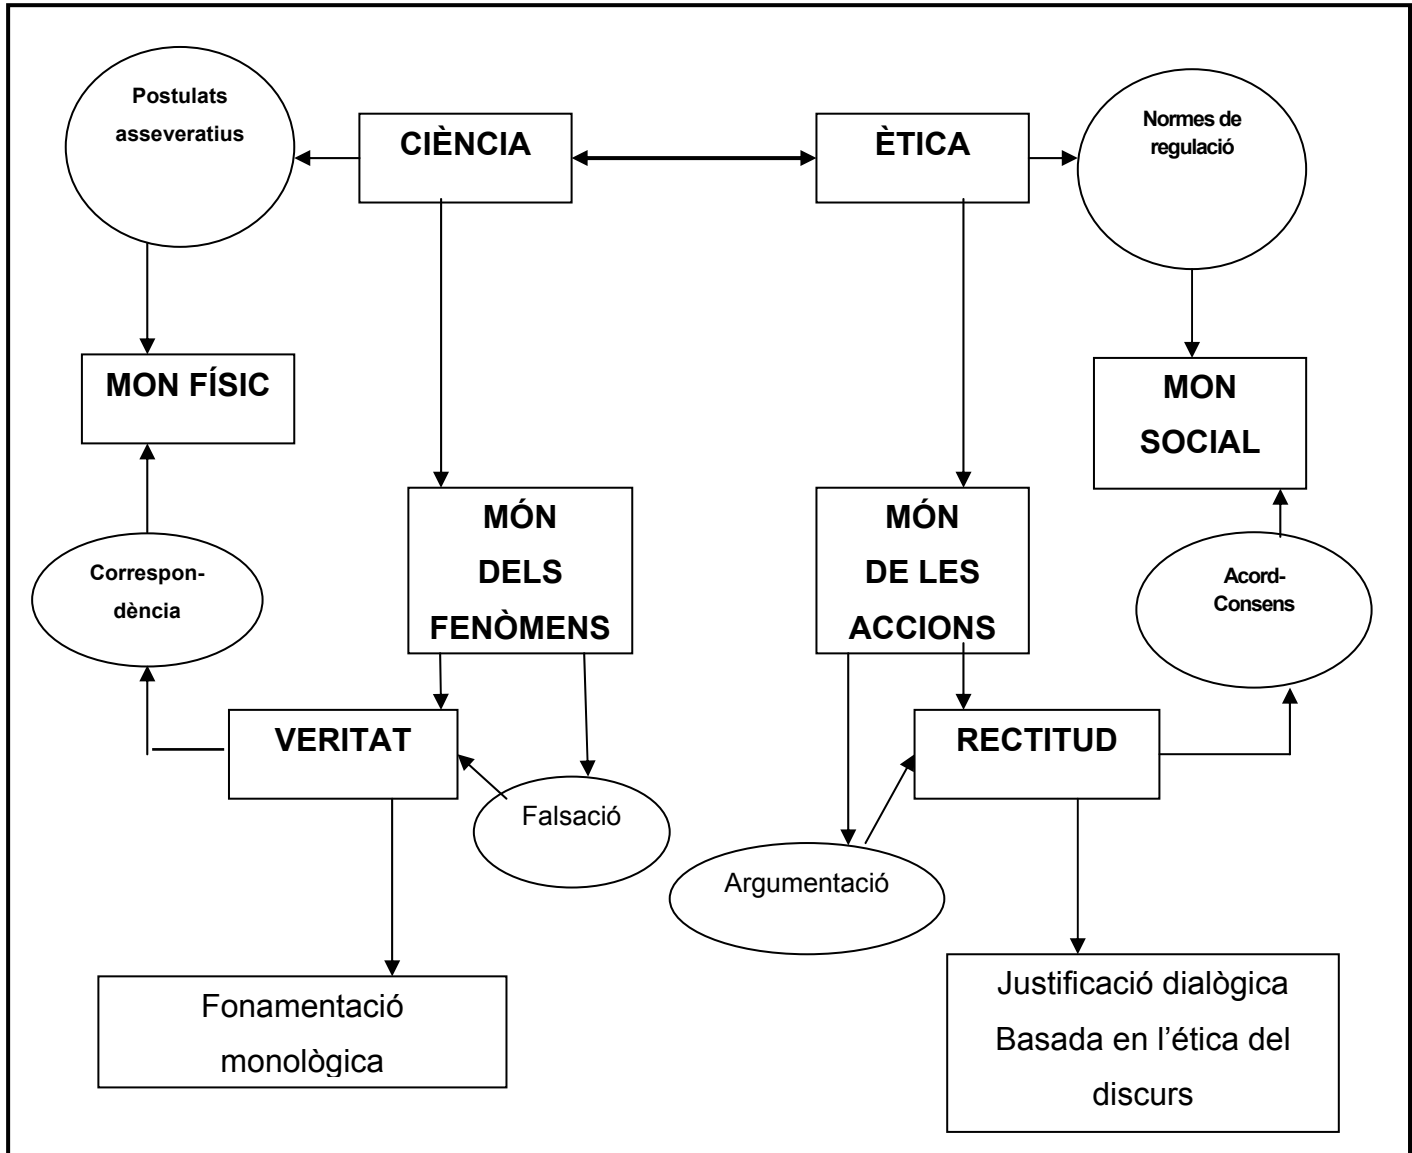 Postulats
asseveratius
CIÈNCIA
ÈTICA
Normes de
regulació
MON FÍSIC
MON
SOCIAL
MÓN
DELS
FENÒMENS
MÓN
DE LES
ACCIONS
Correspon-
dència
Acord-
Consens
VERITAT
RECTITUD
Falsació
Argumentació
Fonamentació
monològica
Justificació dialògica
Basada en l’ética del
discurs